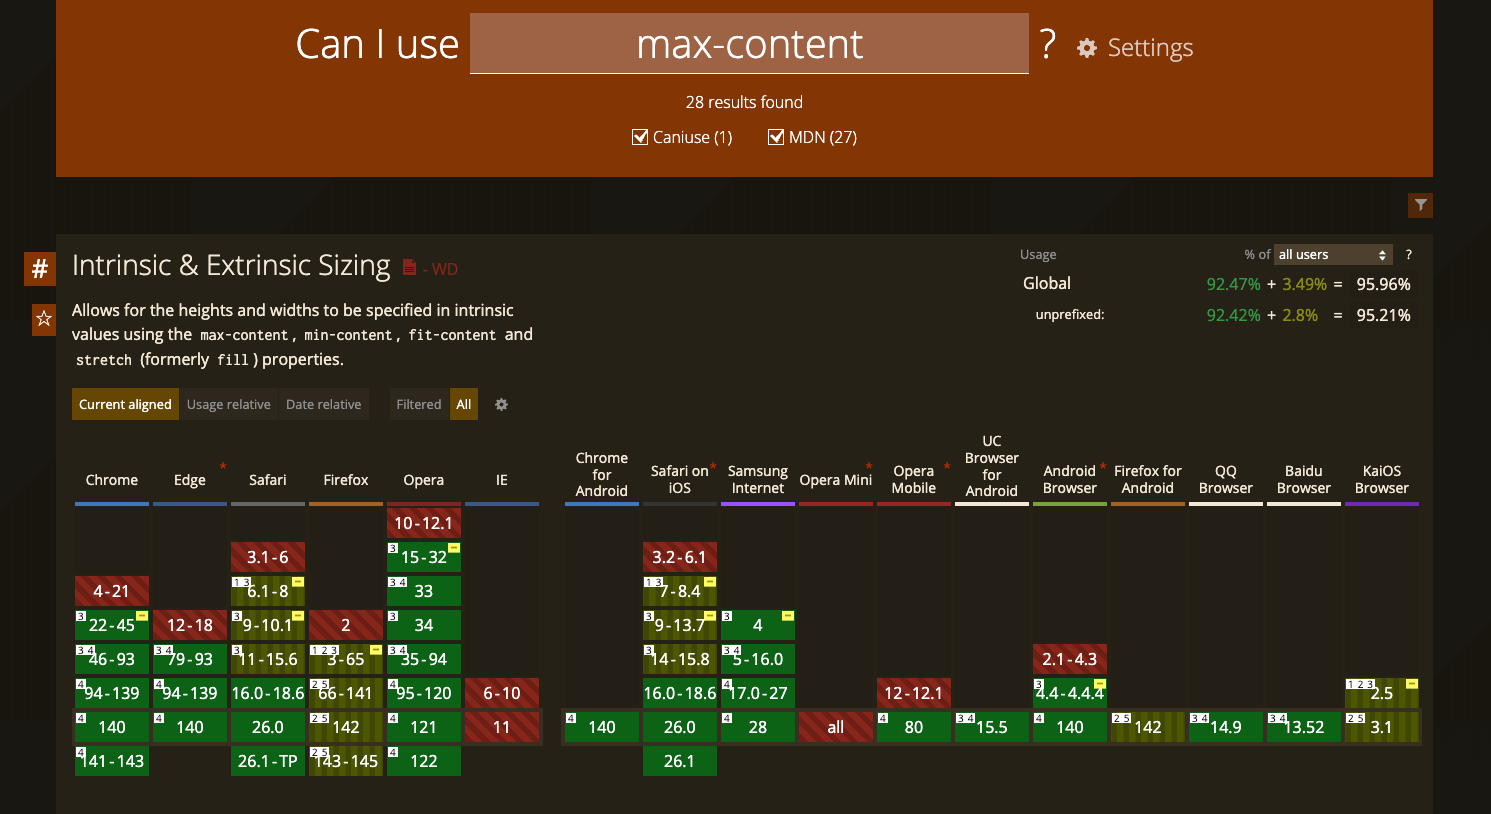 Can I use max-content ? Settings
28 results found
Caniuse (1) MDN (27)
# Intrinsic & Extrinsic Sizing - WD
Allows for the heights and widths to be specified in intrinsic
values using the max-content, min-content, fit-content and
stretch (formerly fill) properties.
Usage % of all users ?
Global 92.47% + 3.49% = 95.96%
unprefixed: 92.42% + 2.8% = 95.21%
Current aligned Usage relative Date relative Filtered All
Chrome
4-21
3 22-45
3 4 46-93
4 94-139
4 140
4 141-143
Edge *
12-18
3 4 79-93
4 94-139
4 140
Safari
3.1-6
1 3 6.1-8
3 9-10.1
3 11-15.6
16.0-18.6
26.0
26.1-TP
Firefox
2
1 2 3 3-65
2 5 66-141
2 5 142
2 5 143-145
Opera
10-12.1
3 15-32
3 4 33
3 34
3 4 35-94
4 95-120
4 121
4 122
IE
6-10
11
Chrome
for
Android
4 140
Safari on *
iOS
3.2-6.1
1 3 7-8.4
3 9-13.7
3 14-15.8
16.0-18.6
26.0
26.1
Samsung
Internet
4
3 4 5-16.0
4 17.0-27
4 28
Opera Mini *
all
Opera *
Mobile
12-12.1
4 80
UC
Browser
for
Android
3 4 15.5
Android *
Browser
2.1-4.3
3 4.4-4.4.4
4 140
Firefox for
Android
2 5 142
QQ
Browser
3 4 14.9
Baidu
Browser
3 4 13.52
KaiOS
Browser
1 2 3 2.5
2 5 3.1